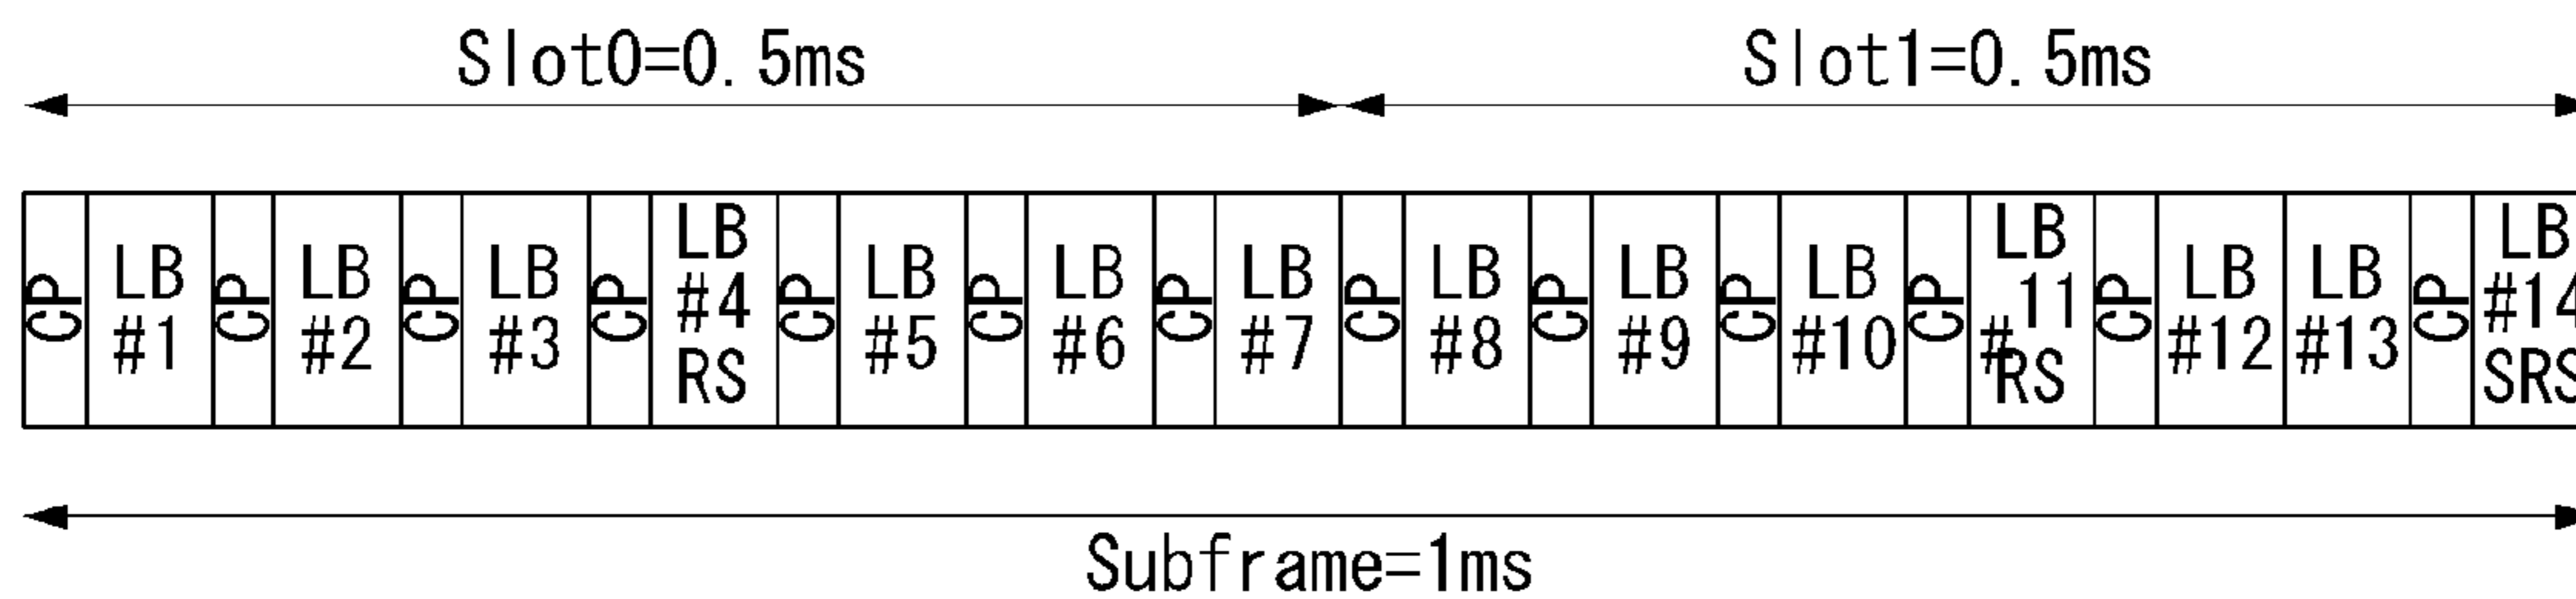 Slot0=0.5ms
Slot1=0.5ms
CP
LB
#1
CP
LB
#2
CP
LB
#3
CP
LB
#4
RS
CP
LB
#5
CP
LB
#6
CP
LB
#7
CP
LB
#8
CP
LB
#9
CP
LB
#10
CP
LB
#11
RS
CP
LB
#12
LB
#13
CP
LB
#14
SRS
Subframe=1ms